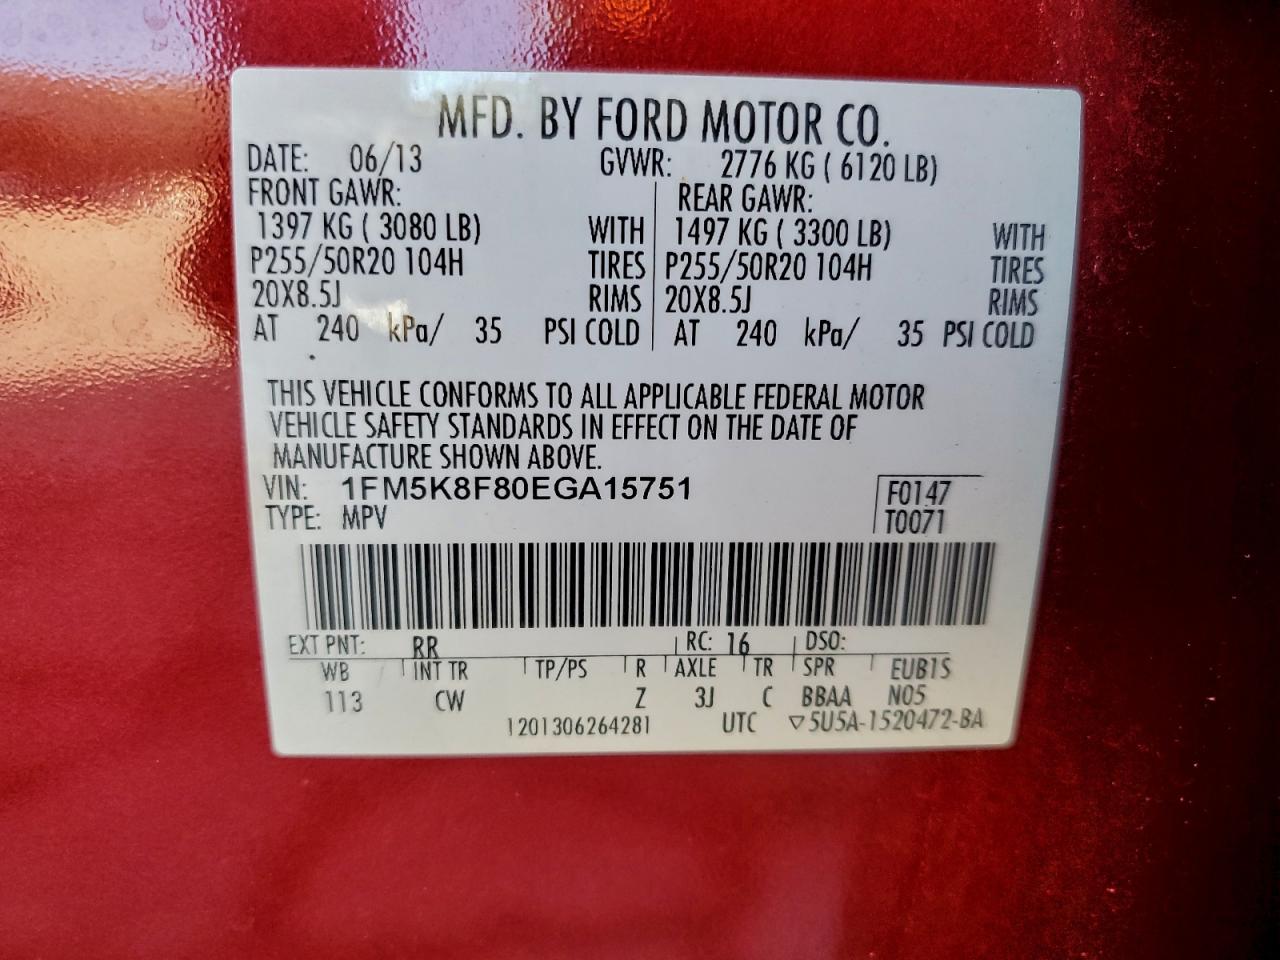 MFD. BY FORD MOTOR CO.
DATE: 06/13 GVWR: 2776 KG ( 6120 LB)
FRONT GAWR: REAR GAWR:
1397 KG ( 3080 LB) WITH 1497 KG ( 3300 LB) WITH
P255/50R20 104H TIRES P255/50R20 104H TIRES
20X8.5J RIMS 20X8.5J RIMS
AT 240 kPa/ 35 PSI COLD AT 240 kPa/ 35 PSI COLD
THIS VEHICLE CONFORMS TO ALL APPLICABLE FEDERAL MOTOR
VEHICLE SAFETY STANDARDS IN EFFECT ON THE DATE OF
MANUFACTURE SHOWN ABOVE.
VIN: 1FM5K8F80EGA15751 F0147
TYPE: MPV T0071
EXT PNT: RR RC: 16 DSO:
WB INT TR TP/PS R AXLE TR SPR EUB1S
113 CW Z 3J C BBAA N05
1201306264281 UTC ▽5U5A-1520472-BA